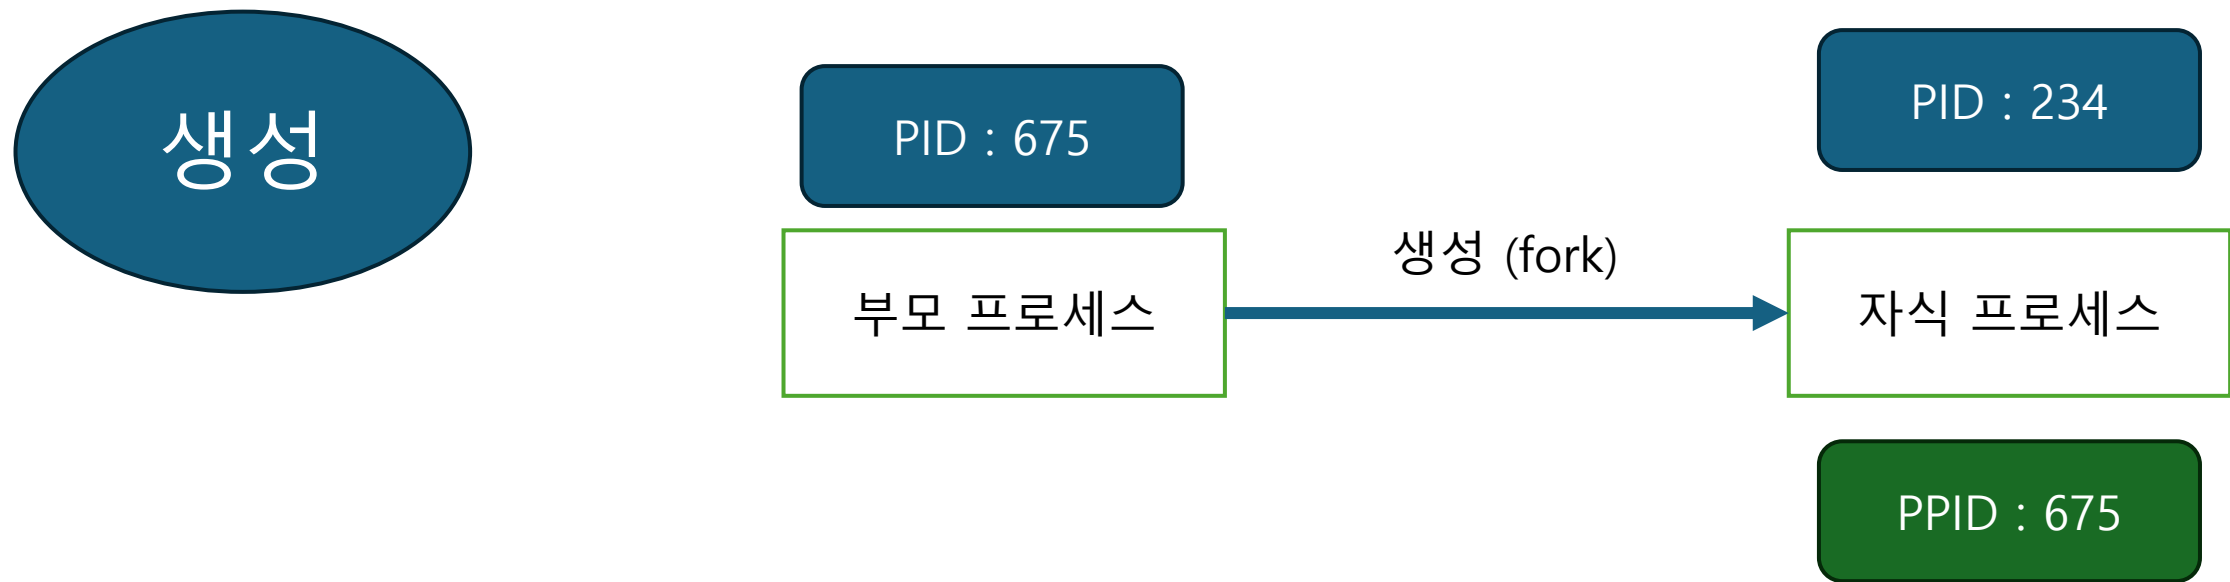 생성
PID : 675
부모 프로세스
생성 (fork)
PID : 234
자식 프로세스
PPID : 675